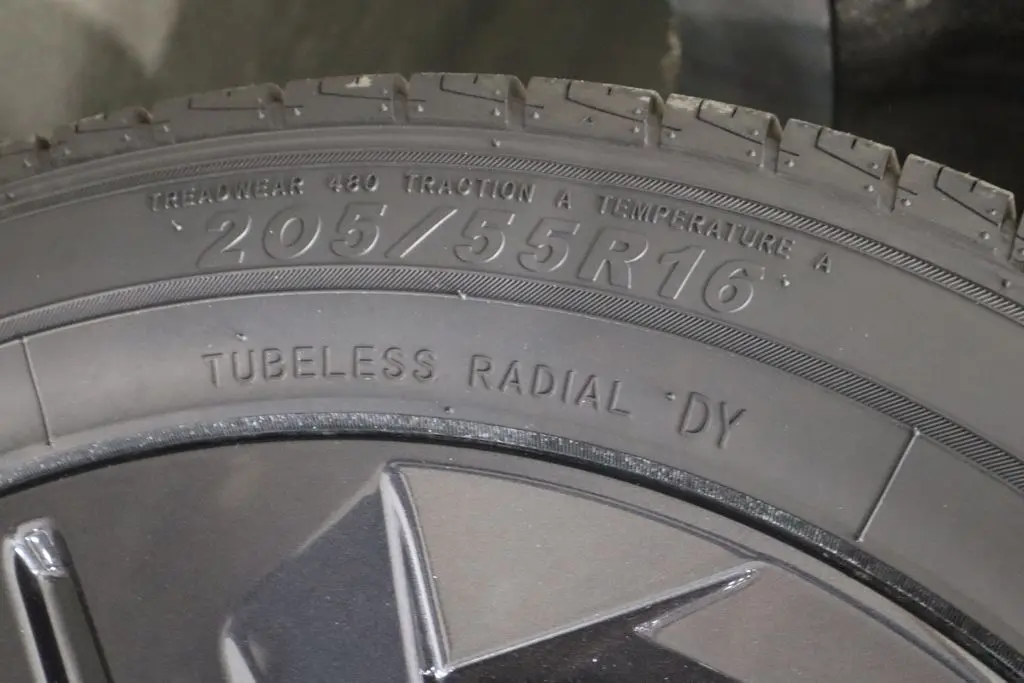 TREADWEAR 480 TRACTION A TEMPERATURE A
205/55R16
TUBELESS RADIAL DY